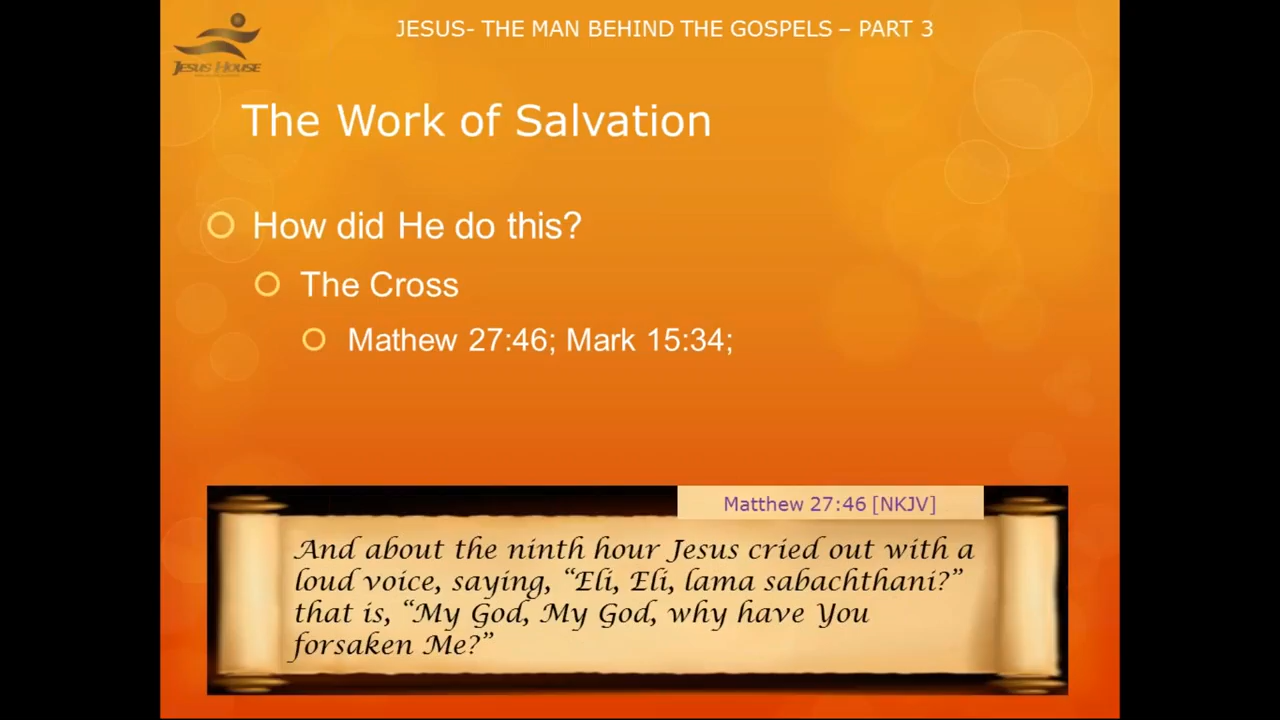 JESUS- THE MAN BEHIND THE GOSPELS – PART 3
JESUS HOUSE
The Work of Salvation
How did He do this?
The Cross
Mathew 27:46; Mark 15:34;
Matthew 27:46 [NKJV]
And about the ninth hour Jesus cried out with a
loud voice, saying, “Eli, Eli, lama sabachthani?”
that is, “My God, My God, why have You
forsaken Me?”